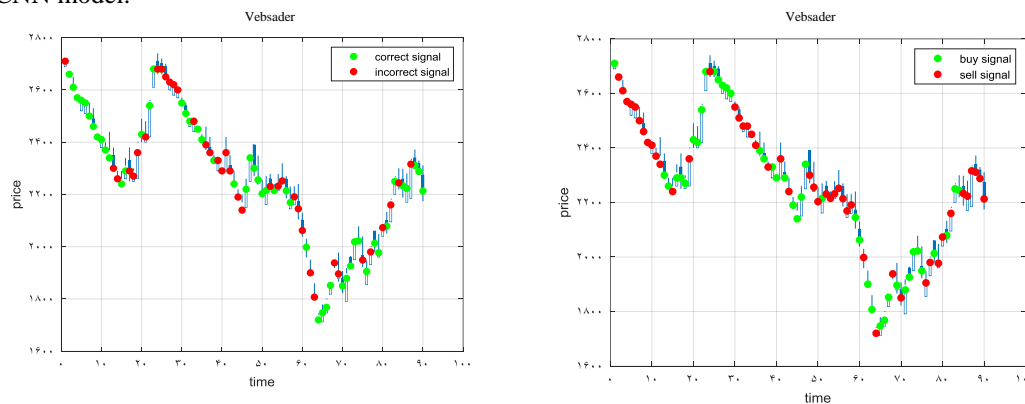 CNN model.
Vebsader
correct signal
incorrect signal
price
۲۸۰۰
۲۶۰۰
۲۴۰۰
۲۲۰۰
۲۰۰۰
۱۸۰۰
۱۶۰۰
۰ ۱۰ ۲۰ ۳۰ ۴۰ ۵۰ ۶۰ ۷۰ ۸۰ ۹۰ ۱۰۰
time
Vebsader
buy signal
sell signal
price
۲۸۰۰
۲۶۰۰
۲۴۰۰
۲۲۰۰
۲۰۰۰
۱۸۰۰
۱۶۰۰
۰ ۱۰ ۲۰ ۳۰ ۴۰ ۵۰ ۶۰ ۷۰ ۸۰ ۹۰
time